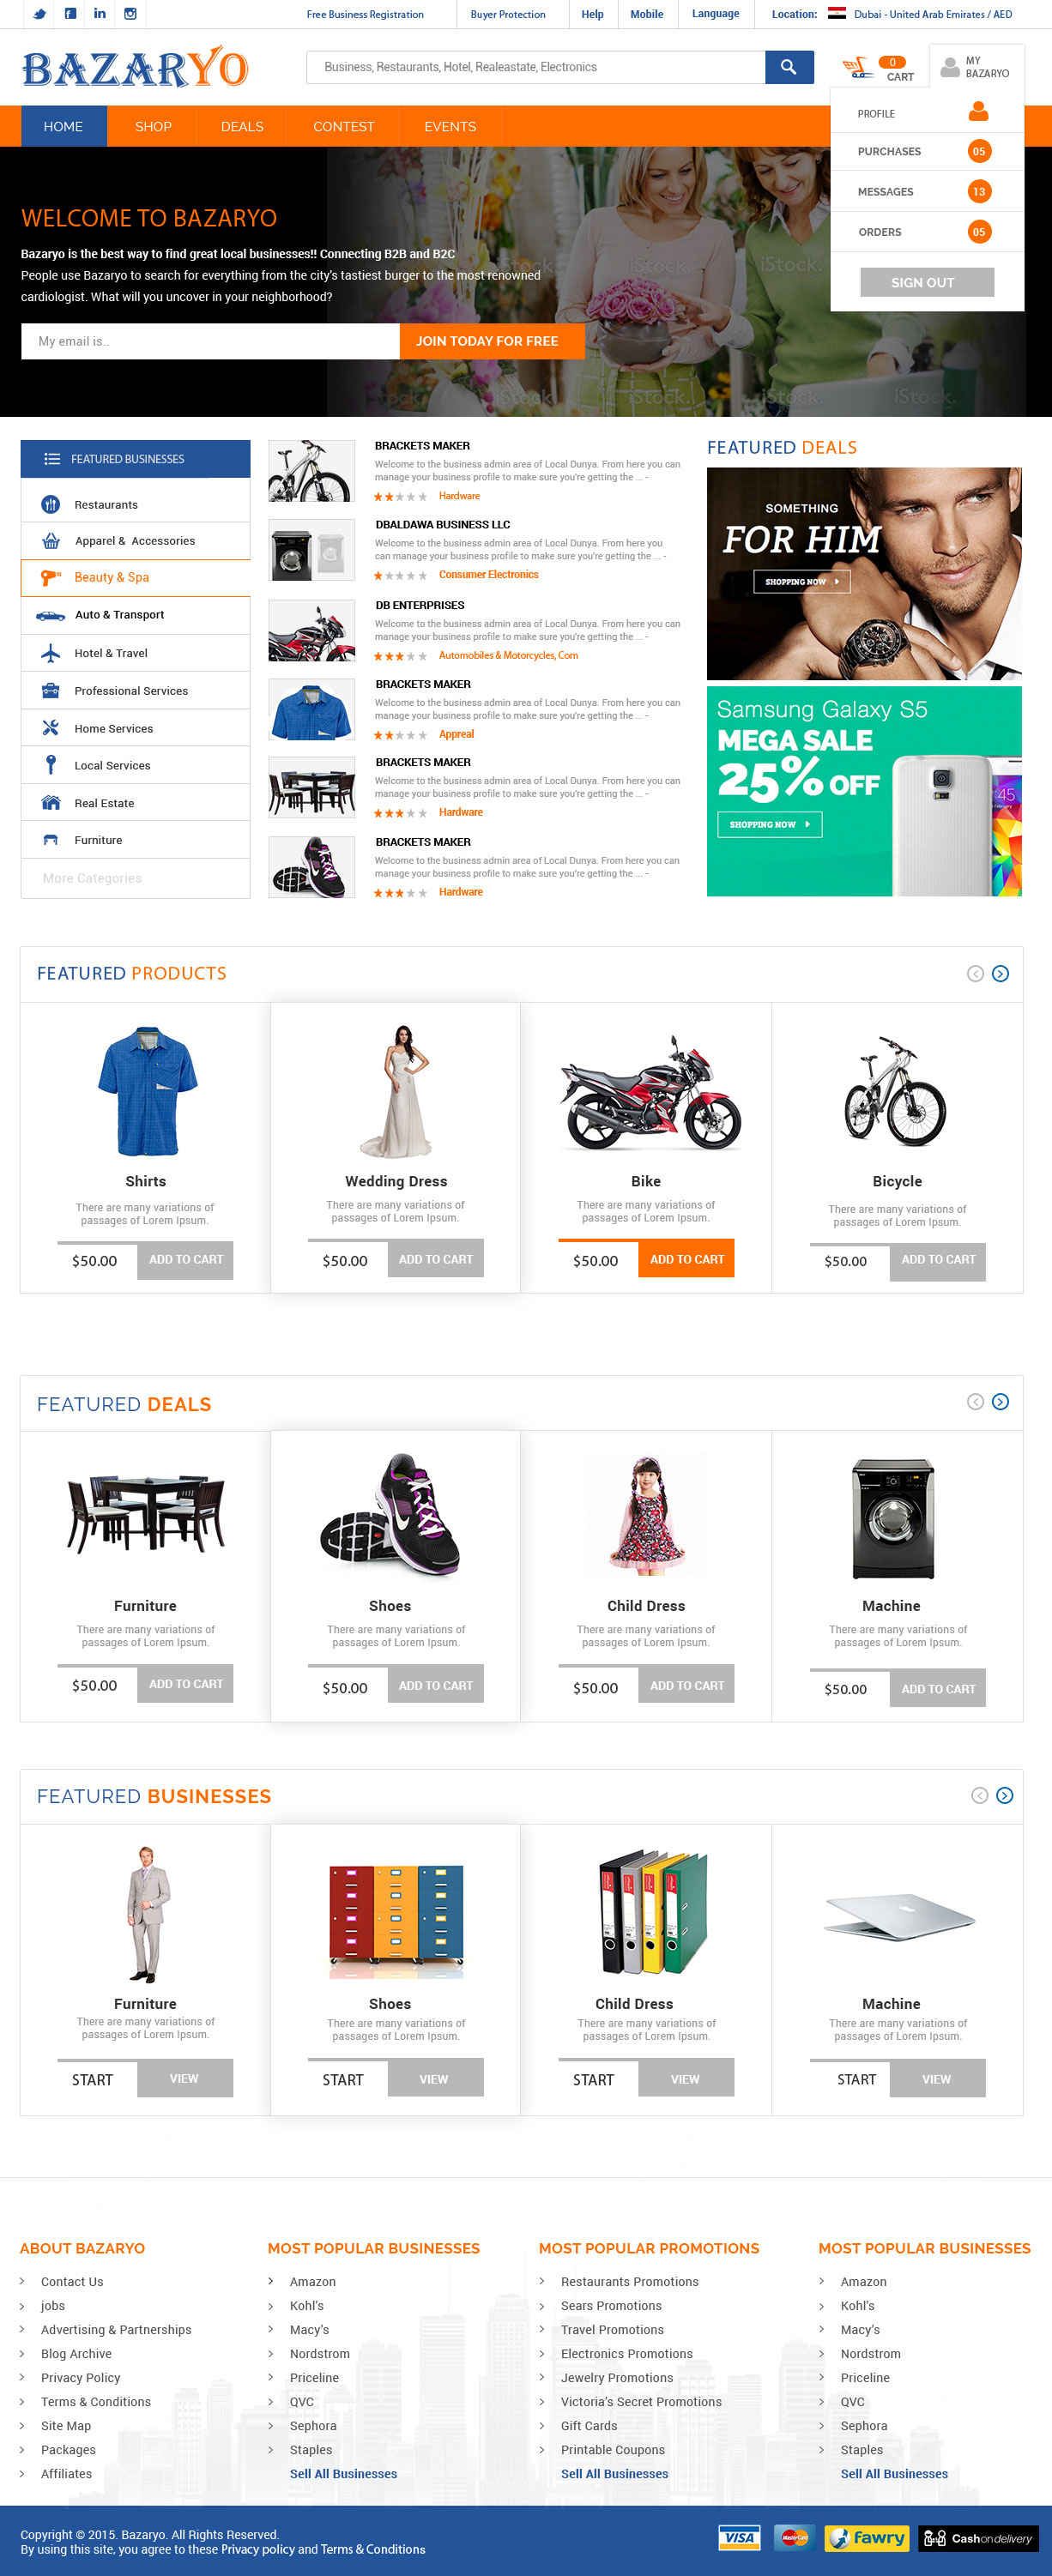 Free Business Registration
Buyer Protection
Help
Mobile
Language
Location:
Dubai - United Arab Emirates / AED
BAZARYO
Business, Restaurants, Hotel, Realeastate, Electronics
0
CART
MY
BAZARYO
HOME
SHOP
DEALS
CONTEST
EVENTS
PROFILE
PURCHASES 05
MESSAGES 13
ORDERS 05
SIGN OUT
WELCOME TO BAZARYO
Bazaryo is the best way to find great local businesses!! Connecting B2B and B2C
People use Bazaryo to search for everything from the city's tastiest burger to the most renowned
cardiologist. What will you uncover in your neighborhood?
My email is..
JOIN TODAY FOR FREE
iStock
iStock
iStock
FEATURED BUSINESSES
Restaurants
Apparel & Accessories
Beauty & Spa
Auto & Transport
Hotel & Travel
Professional Services
Home Services
Local Services
Real Estate
Furniture
More Categories
BRACKETS MAKER
Welcome to the business admin area of Local Dunya. From here you can
manage your business profile to make sure you're getting the ... -
Hardware
DBALDAWA BUSINESS LLC
Welcome to the business admin area of Local Dunya. From here you
can manage your business profile to make sure you're getting the ... -
Consumer Electronics
DB ENTERPRISES
Welcome to the business admin area of Local Dunya. From here you can
manage your business profile to make sure you're getting the ... -
Automobiles & Motorcycles, Com
BRACKETS MAKER
Welcome to the business admin area of Local Dunya. From here you can
manage your business profile to make sure you're getting the ... -
Appreal
BRACKETS MAKER
Welcome to the business admin area of Local Dunya. From here you can
manage your business profile to make sure you're getting the ... -
Hardware
BRACKETS MAKER
Welcome to the business admin area of Local Dunya. From here you can
manage your business profile to make sure you're getting the ... -
Hardware
FEATURED DEALS
SOMETHING
FOR HIM
SHOPPING NOW
Samsung Galaxy S5
MEGA SALE
25% OFF
SHOPPING NOW
45
FEATURED PRODUCTS
Shirts
There are many variations of
passages of Lorem Ipsum.
$50.00
ADD TO CART
Wedding Dress
There are many variations of
passages of Lorem Ipsum.
$50.00
ADD TO CART
Bike
There are many variations of
passages of Lorem Ipsum.
$50.00
ADD TO CART
Bicycle
There are many variations of
passages of Lorem Ipsum.
$50.00
ADD TO CART
FEATURED DEALS
Furniture
There are many variations of
passages of Lorem Ipsum.
$50.00
ADD TO CART
Shoes
There are many variations of
passages of Lorem Ipsum.
$50.00
ADD TO CART
Child Dress
There are many variations of
passages of Lorem Ipsum.
$50.00
ADD TO CART
Machine
There are many variations of
passages of Lorem Ipsum.
$50.00
ADD TO CART
FEATURED BUSINESSES
Furniture
There are many variations of
passages of Lorem Ipsum.
START
VIEW
Shoes
There are many variations of
passages of Lorem Ipsum.
START
VIEW
Child Dress
There are many variations of
passages of Lorem Ipsum.
START
VIEW
Machine
There are many variations of
passages of Lorem Ipsum.
START
VIEW
ABOUT BAZARYO
Contact Us
jobs
Advertising & Partnerships
Blog Archive
Privacy Policy
Terms & Conditions
Site Map
Packages
Affiliates
MOST POPULAR BUSINESSES
Amazon
Kohl's
Macy's
Nordstrom
Priceline
QVC
Sephora
Staples
Sell All Businesses
MOST POPULAR PROMOTIONS
Restaurants Promotions
Sears Promotions
Travel Promotions
Electronics Promotions
Jewelry Promotions
Victoria's Secret Promotions
Gift Cards
Printable Coupons
Sell All Businesses
MOST POPULAR BUSINESSES
Amazon
Kohl's
Macy's
Nordstrom
Priceline
QVC
Sephora
Staples
Sell All Businesses
Copyright © 2015. Bazaryo. All Rights Reserved.
By using this site, you agree to these Privacy policy and Terms & Conditions
VISA
MasterCard
fawry
Cash on delivery